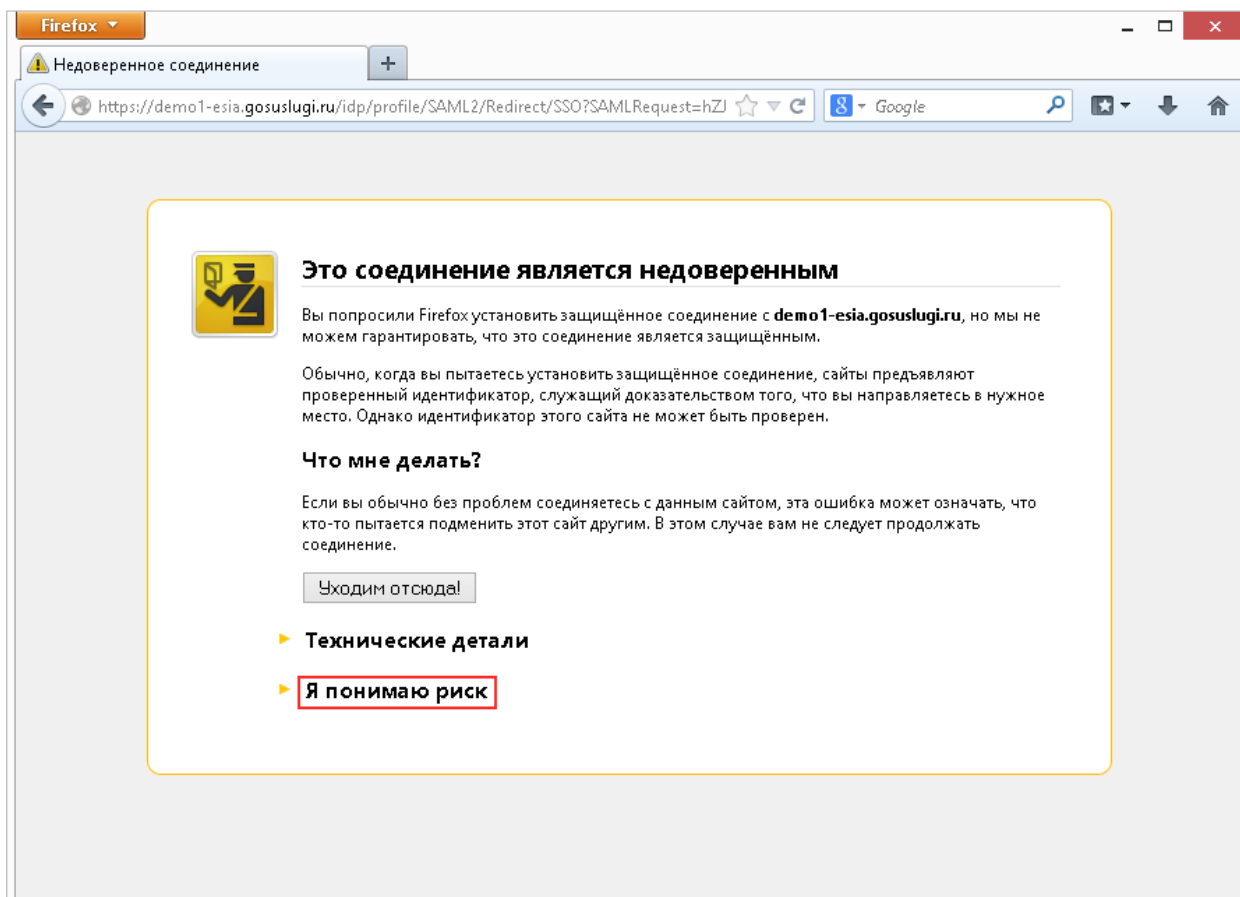 Firefox
Недоверенное соединение
https://demo1-esia.gosuslugi.ru/idp/profile/SAML2/Redirect/SSO?SAMLRequest=hZJ
8 Google
Это соединение является недоверенным
Вы попросили Firefox установить защищённое соединение с demo1-esia.gosuslugi.ru, но мы не
можем гарантировать, что это соединение является защищённым.
Обычно, когда вы пытаетесь установить защищённое соединение, сайты предъявляют
проверенный идентификатор, служащий доказательством того, что вы направляетесь в нужное
место. Однако идентификатор этого сайта не может быть проверен.
Что мне делать?
Если вы обычно без проблем соединяетесь с данным сайтом, эта ошибка может означать, что
кто-то пытается подменить этот сайт другим. В этом случае вам не следует продолжать
соединение.
Уходим отсюда!
Технические детали
Я понимаю риск